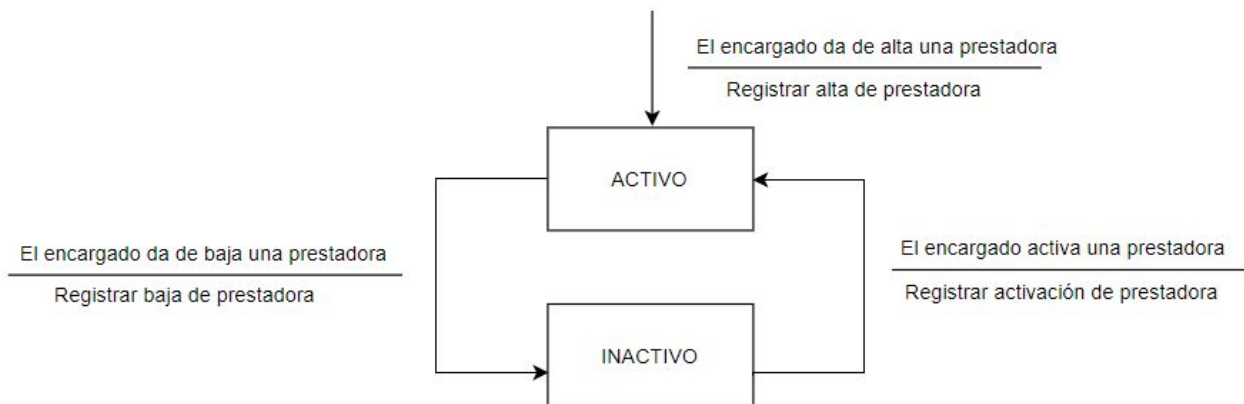 El encargado da de alta una prestadora
Registrar alta de prestadora
ACTIVO
El encargado da de baja una prestadora
Registrar baja de prestadora
El encargado activa una prestadora
Registrar activación de prestadora
INACTIVO